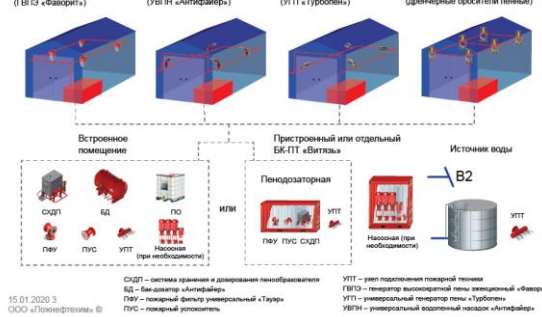 (ГВПЭ «Фаворит»)
(УВПН «Антифайер»)
(УГП «Турбопен»)
(дренчерные оросители пенные)
Встроенное
помещение
Пристроенный или отдельный
БК-ПТ «Витязь»
Источник воды
СХДП
БД
ПО
ПФУ
ПУС
УПТ
Насосная
(при необходимости)
или
Пенодозаторная
ПФУ ПУС СХДП
УПТ
Насосная (при
необходимости)
В2
УПТ
СХДП – система хранения и дозирования пенообразователя
БД – бак-дозатор «Антифайер»
ПФУ – пожарный фильтр универсальный «Тауэр»
ПУС – пожарный успокоитель
УПТ – узел подключения пожарной техники
ГВПЭ – генератор высокократной пены эжекционный «Фавори
УГП – универсальный генератор пены «Турбопен»
УВПН – универсальный водопенный насадок «Антифайер»
15.01.2020 3
ООО «Пожнефтехим» ©